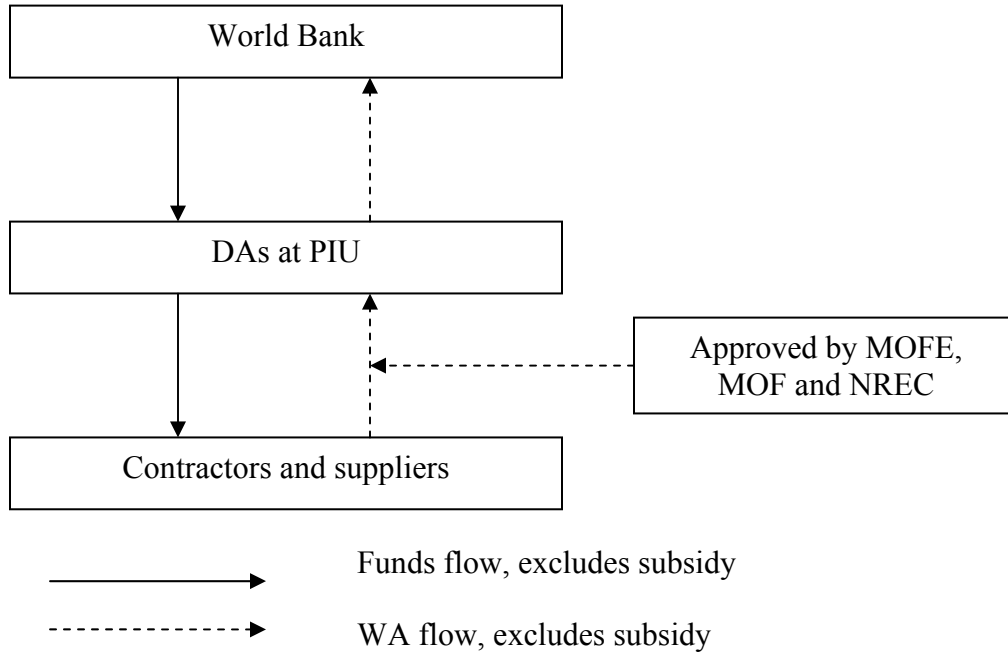 World Bank
DAs at PIU
Approved by MOFE,
MOF and NREC
Contractors and suppliers
Funds flow, excludes subsidy
WA flow, excludes subsidy